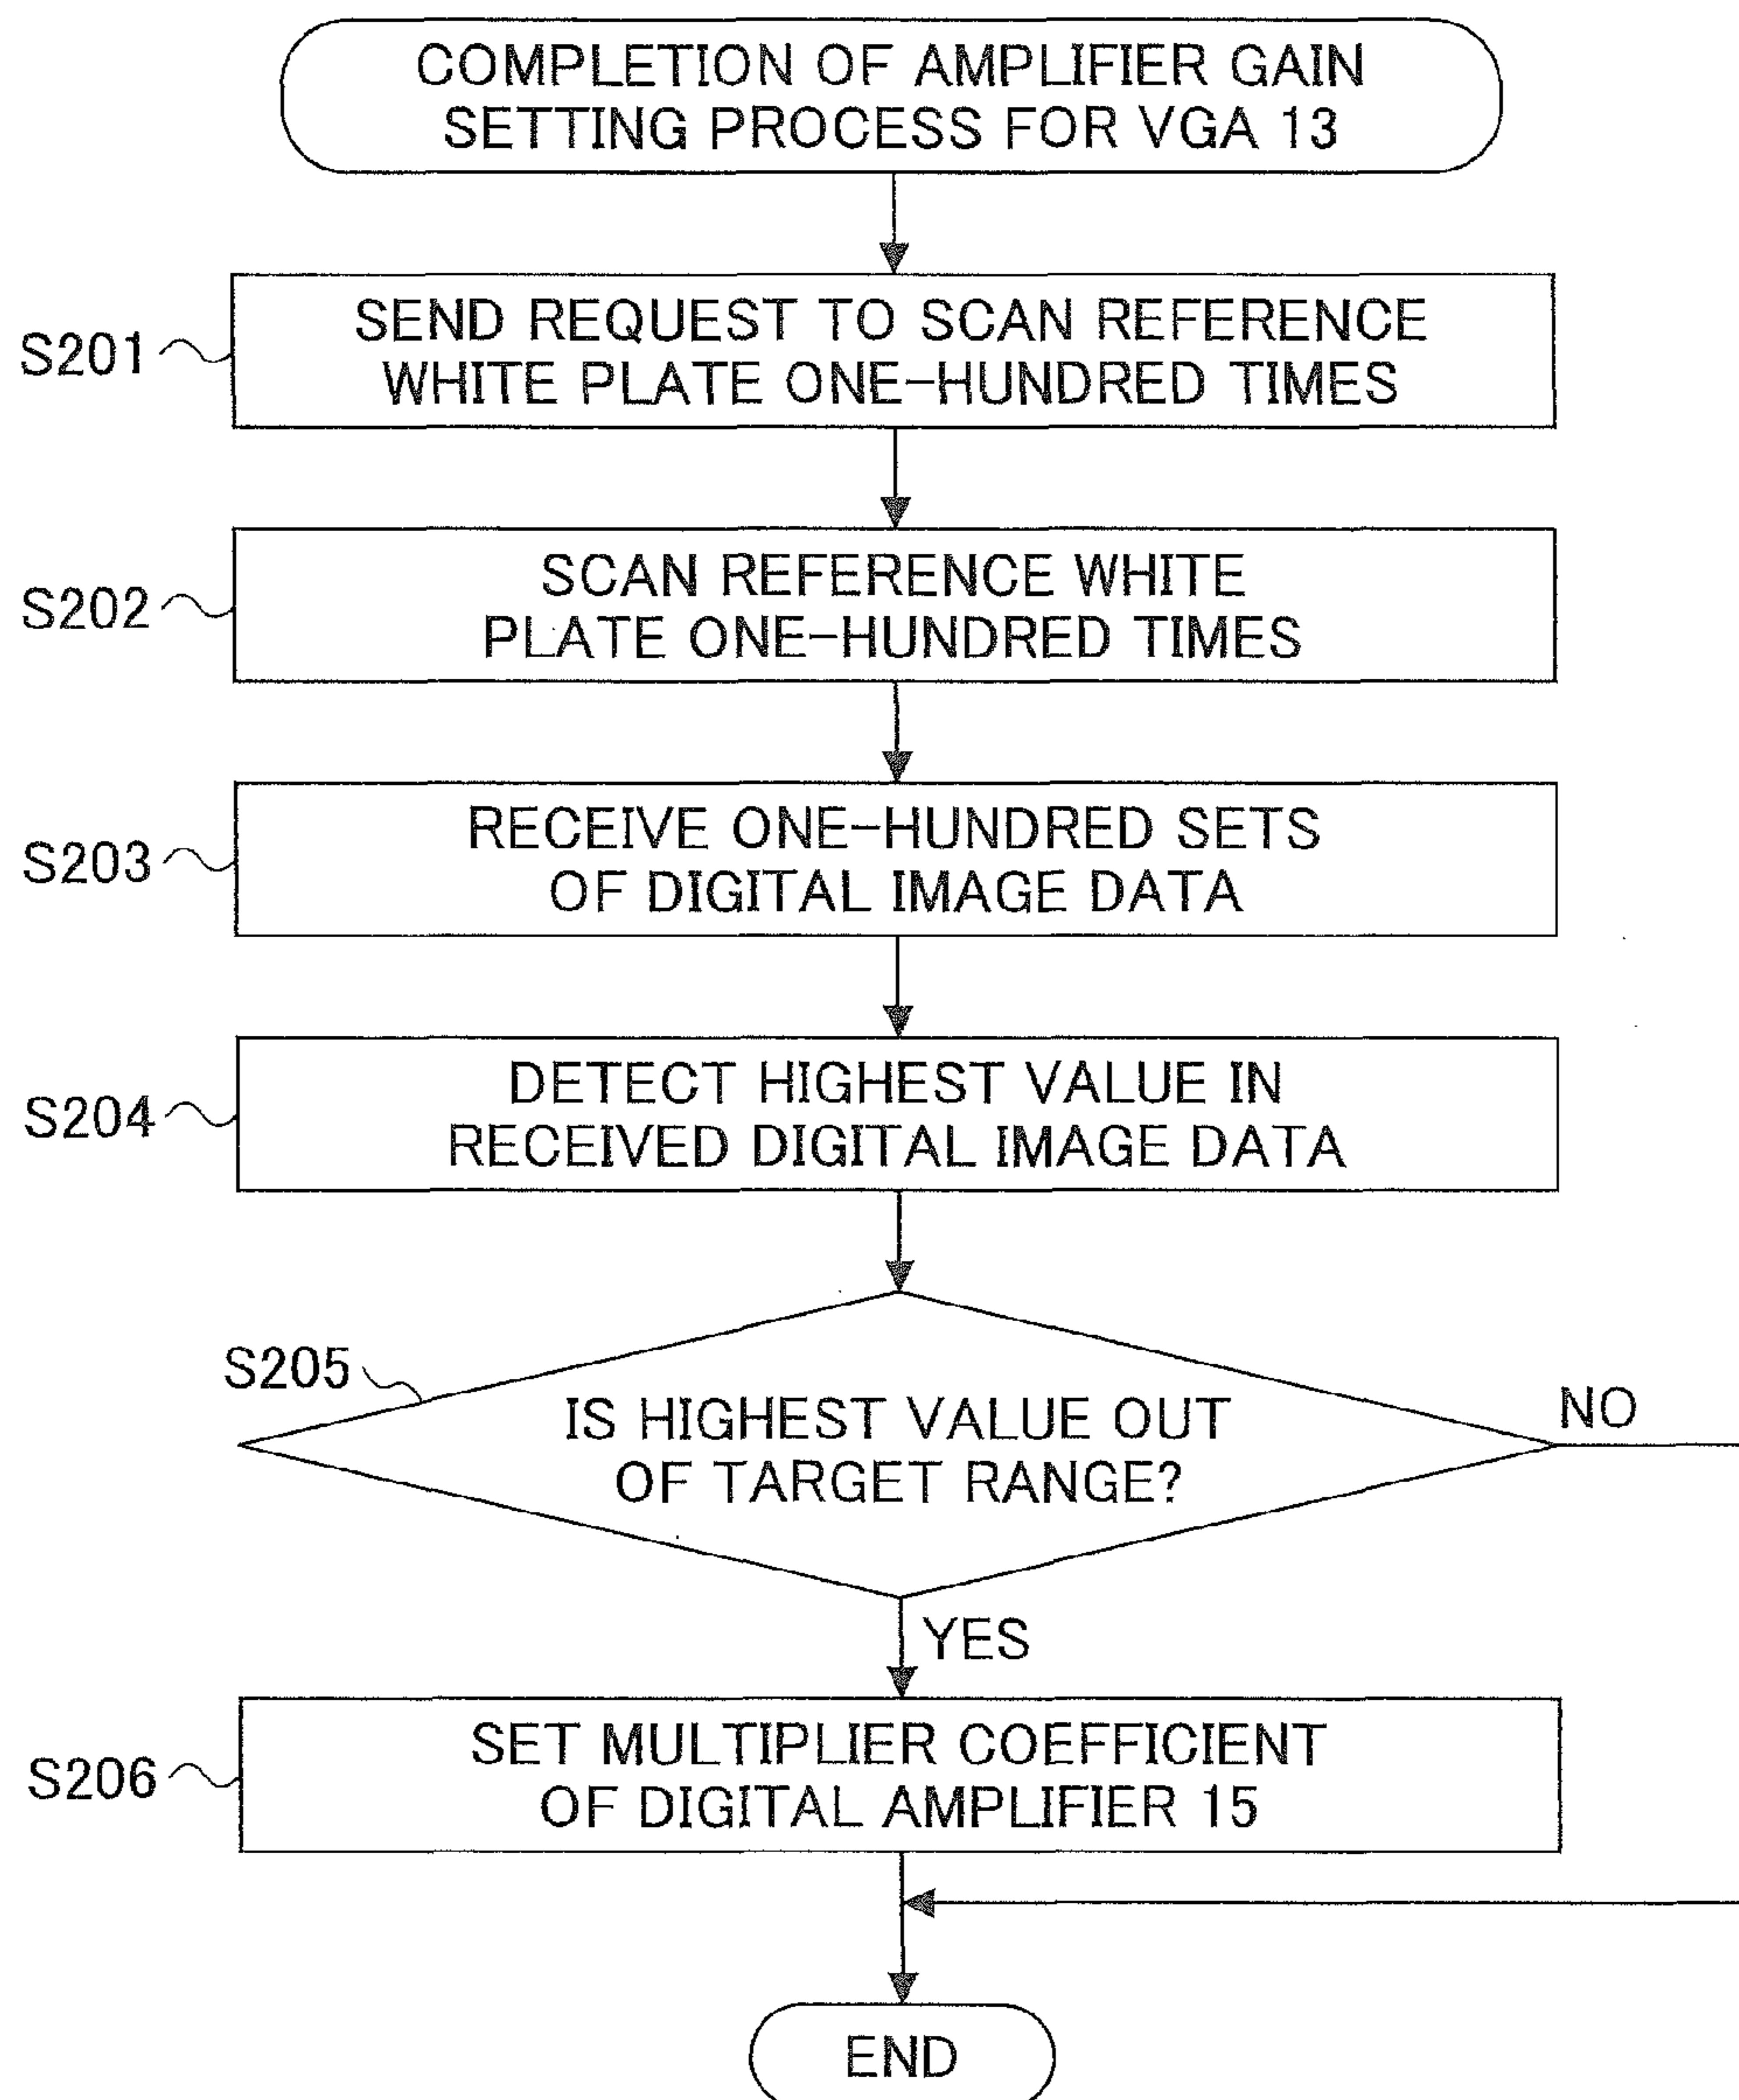 COMPLETION OF AMPLIFIER GAIN
SETTING PROCESS FOR VGA 13
S201
SEND REQUEST TO SCAN REFERENCE
WHITE PLATE ONE-HUNDRED TIMES
S202
SCAN REFERENCE WHITE
PLATE ONE-HUNDRED TIMES
S203
RECEIVE ONE-HUNDRED SETS
OF DIGITAL IMAGE DATA
S204
DETECT HIGHEST VALUE IN
RECEIVED DIGITAL IMAGE DATA
S205
IS HIGHEST VALUE OUT
OF TARGET RANGE?
NO
YES
S206
SET MULTIPLIER COEFFICIENT
OF DIGITAL AMPLIFIER 15
END